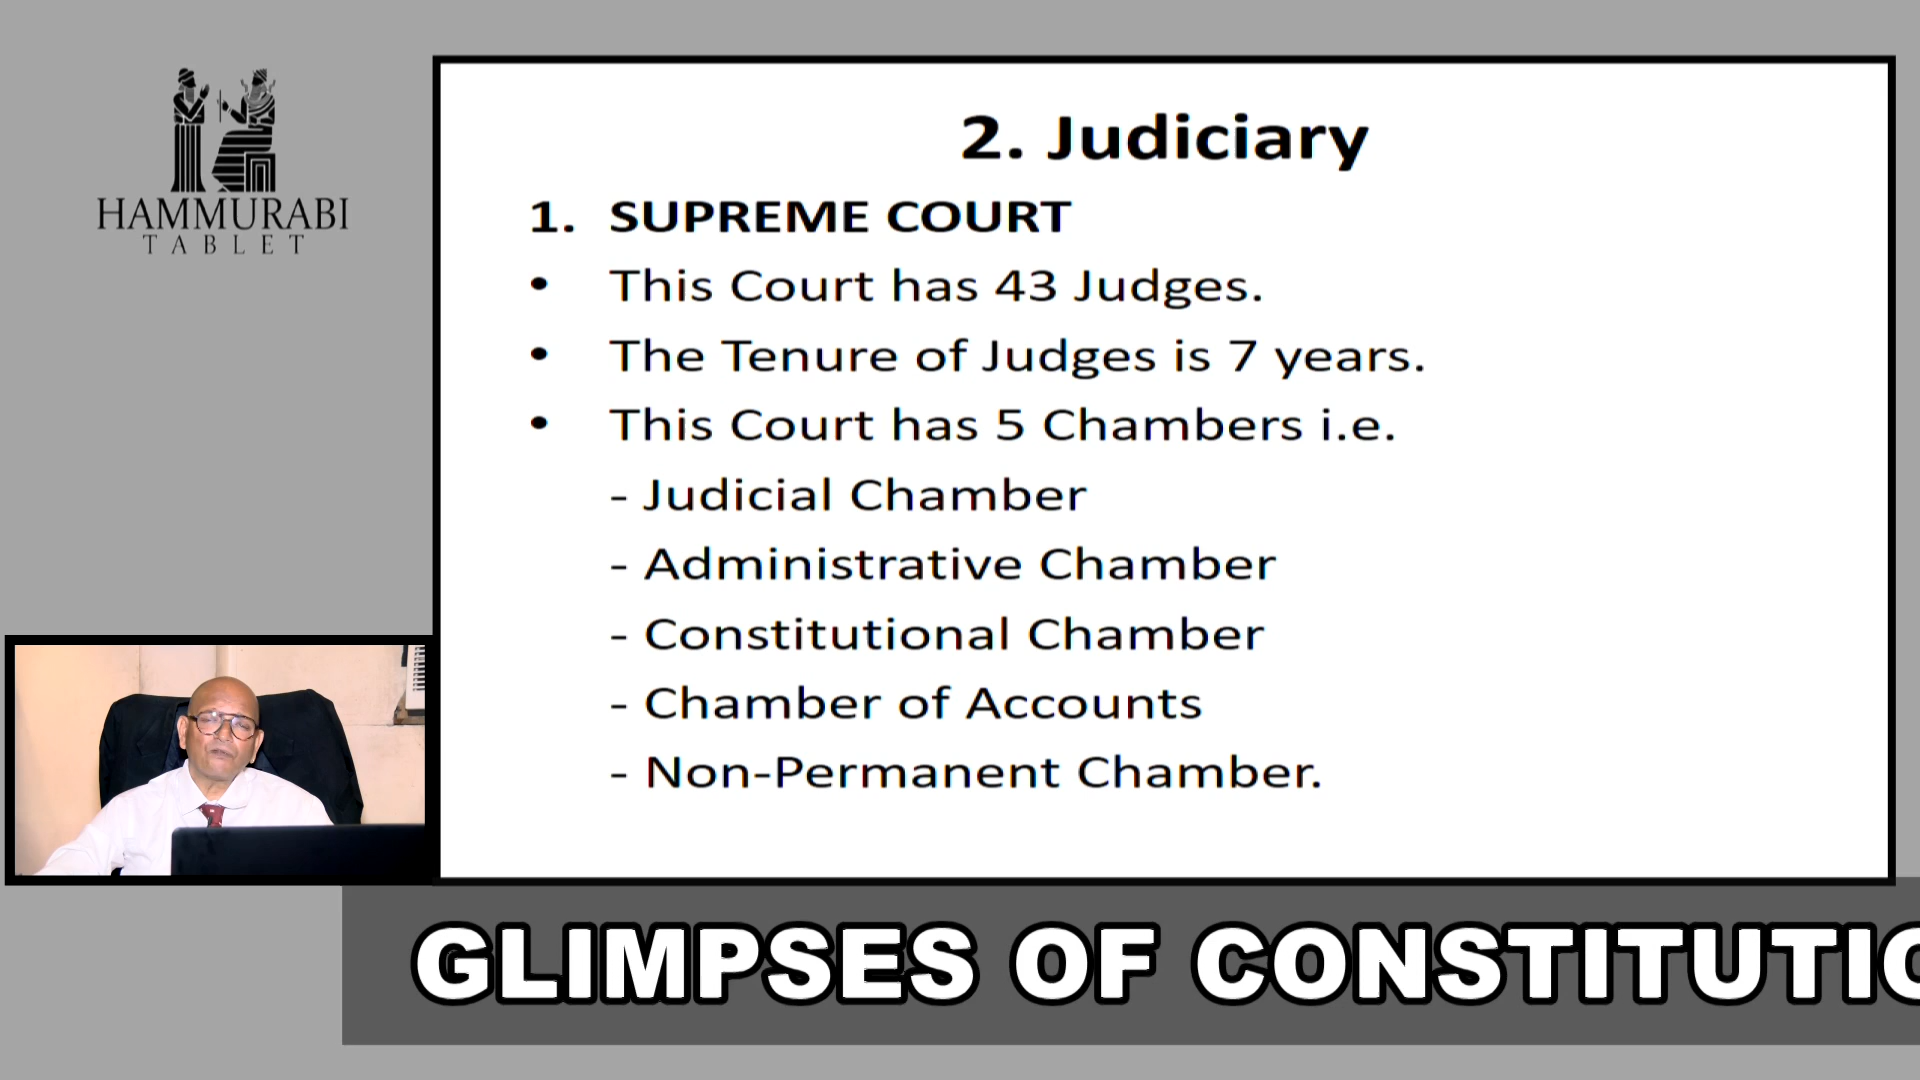 HAMMURABI
TABLET
2. Judiciary
1. SUPREME COURT
• This Court has 43 Judges.
• The Tenure of Judges is 7 years.
• This Court has 5 Chambers i.e.
- Judicial Chamber
- Administrative Chamber
- Constitutional Chamber
- Chamber of Accounts
- Non-Permanent Chamber.
GLIMPSES OF